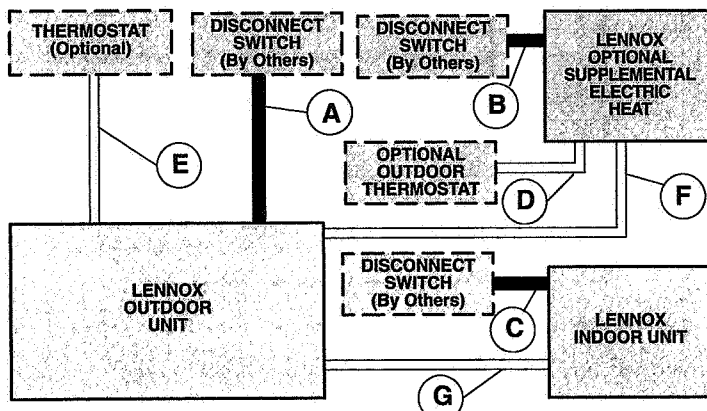 THERMOSTAT
(Optional)
DISCONNECT
SWITCH
(By Others)
DISCONNECT
SWITCH
(By Others)
LENNOX
OPTIONAL
SUPPLEMENTAL
ELECTRIC
HEAT
A
B
E
OPTIONAL
OUTDOOR
THERMOSTAT
D
F
LENNOX
OUTDOOR
UNIT
DISCONNECT
SWITCH
(By Others)
C
LENNOX
INDOOR UNIT
G